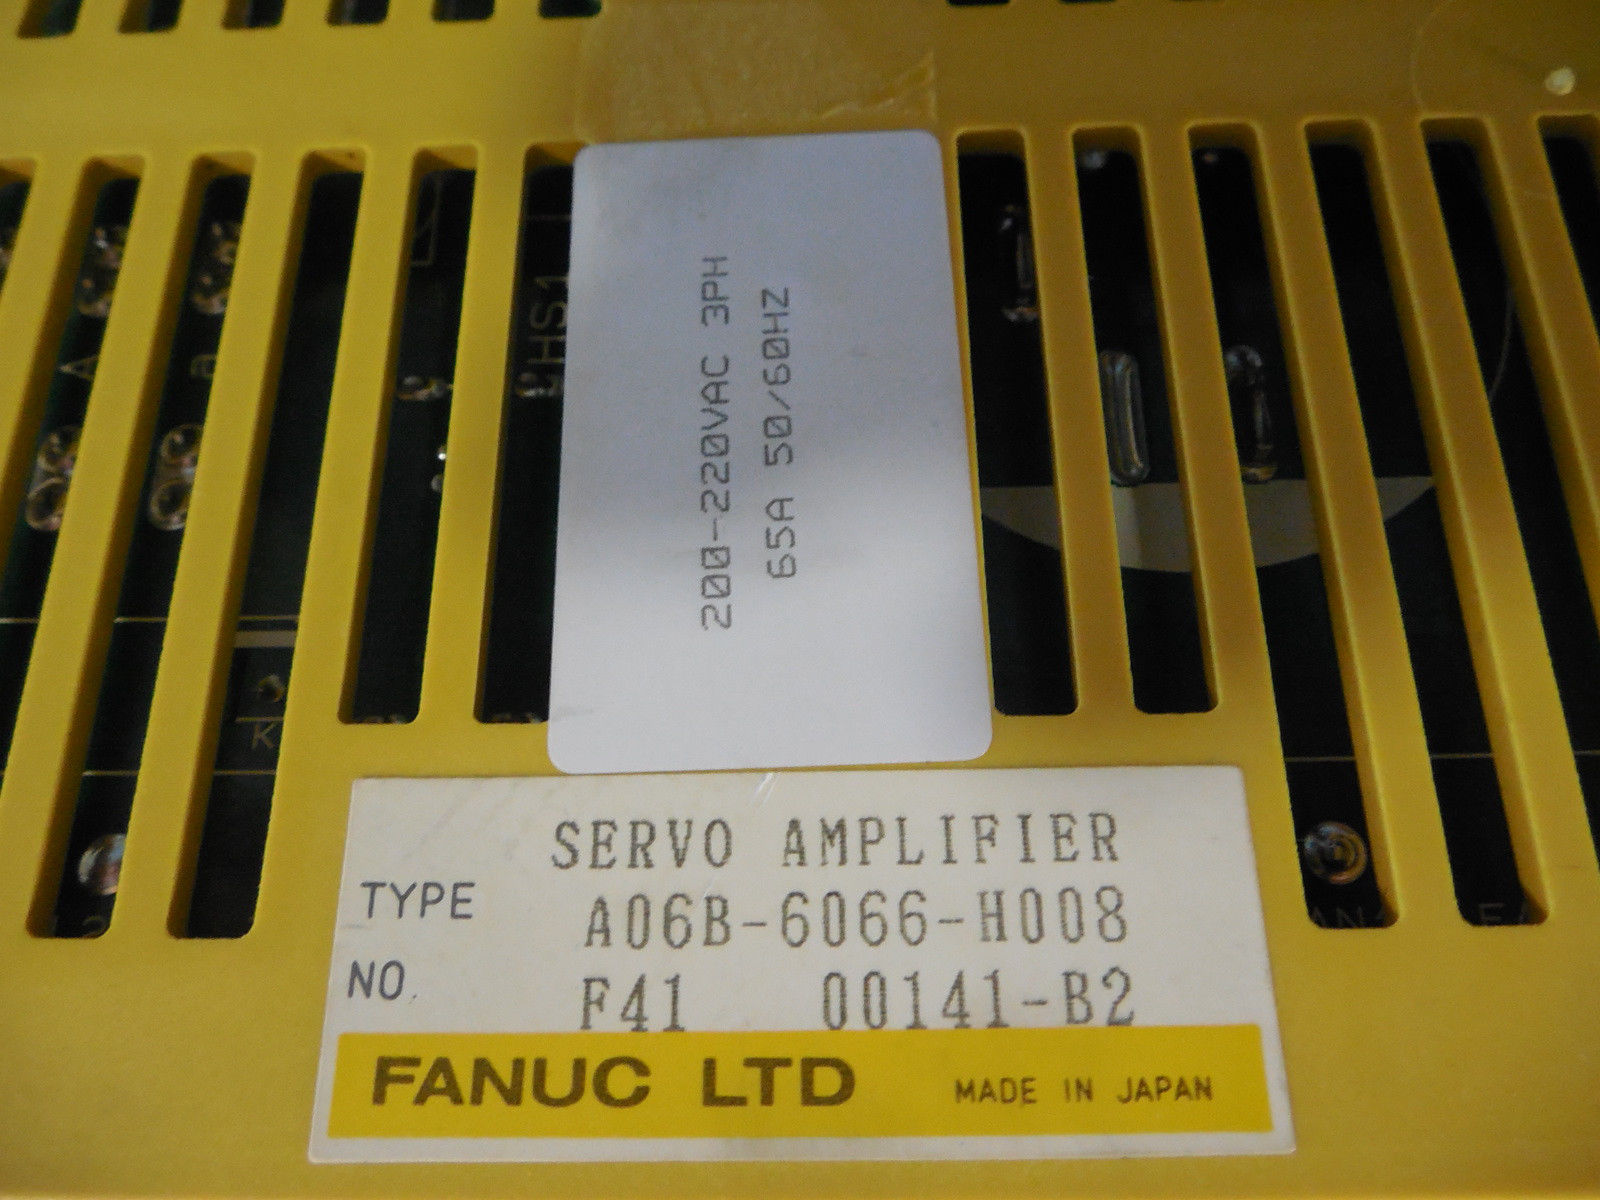 HS1
A
a
200-220VAC 3PH
65A 50/60HZ
K
SERVO AMPLIFIER
TYPE A06B-6066-H008
NO. F41 00141-B2
FANUC LTD MADE IN JAPAN